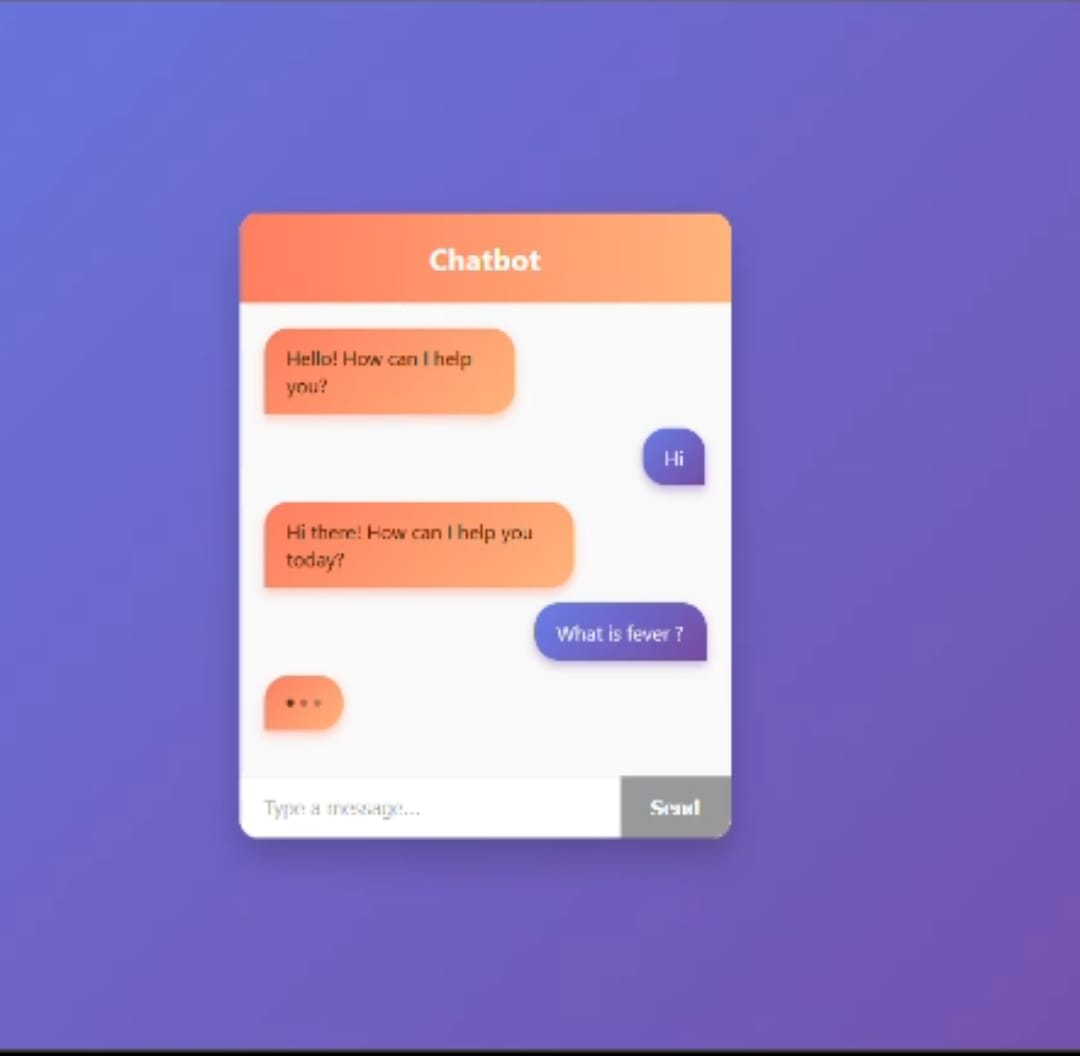 Chatbot
Hello! How can I help
you?
Hi
Hi there! How can I help you
today?
What is fever ?
Type a message...
Send